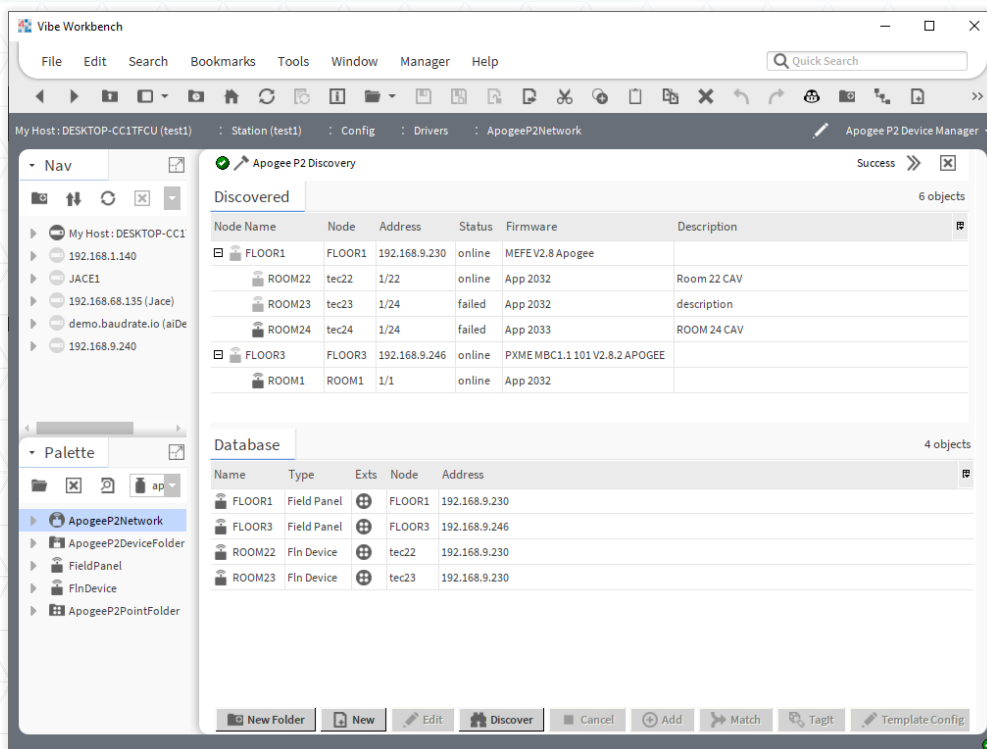 Vibe Workbench
File Edit Search Bookmarks Tools Window Manager Help Quick Search
My Host : DESKTOP-CC1TFCU (test1) : Station (test1) : Config : Drivers : ApogeeP2Network Apogee P2 Device Manager
Nav
My Host : DESKTOP-CC1
192.168.1.140
JACE1
192.168.68.135 (Jace)
demo.baudrate.io (aiDe
192.168.9.240
Palette
ap
ApogeeP2Network
ApogeeP2DeviceFolder
FieldPanel
FlnDevice
ApogeeP2PointFolder
Apogee P2 Discovery Success
Discovered 6 objects
Node Name Node Address Status Firmware Description
FLOOR1 FLOOR1 192.168.9.230 online MEFE V2.8 Apogee
ROOM22 tec22 1/22 online App 2032 Room 22 CAV
ROOM23 tec23 1/24 failed App 2032 description
ROOM24 tec24 1/24 failed App 2033 ROOM 24 CAV
FLOOR3 FLOOR3 192.168.9.246 online PXME MBC1.1 101 V2.8.2 APOGEE
ROOM1 ROOM1 1/1 online App 2032
Database 4 objects
Name Type Exts Node Address
FLOOR1 Field Panel FLOOR1 192.168.9.230
FLOOR3 Field Panel FLOOR3 192.168.9.246
ROOM22 Fln Device tec22 192.168.9.230
ROOM23 Fln Device tec23 192.168.9.230
New Folder New Edit Discover Cancel Add Match TagIt Template Config